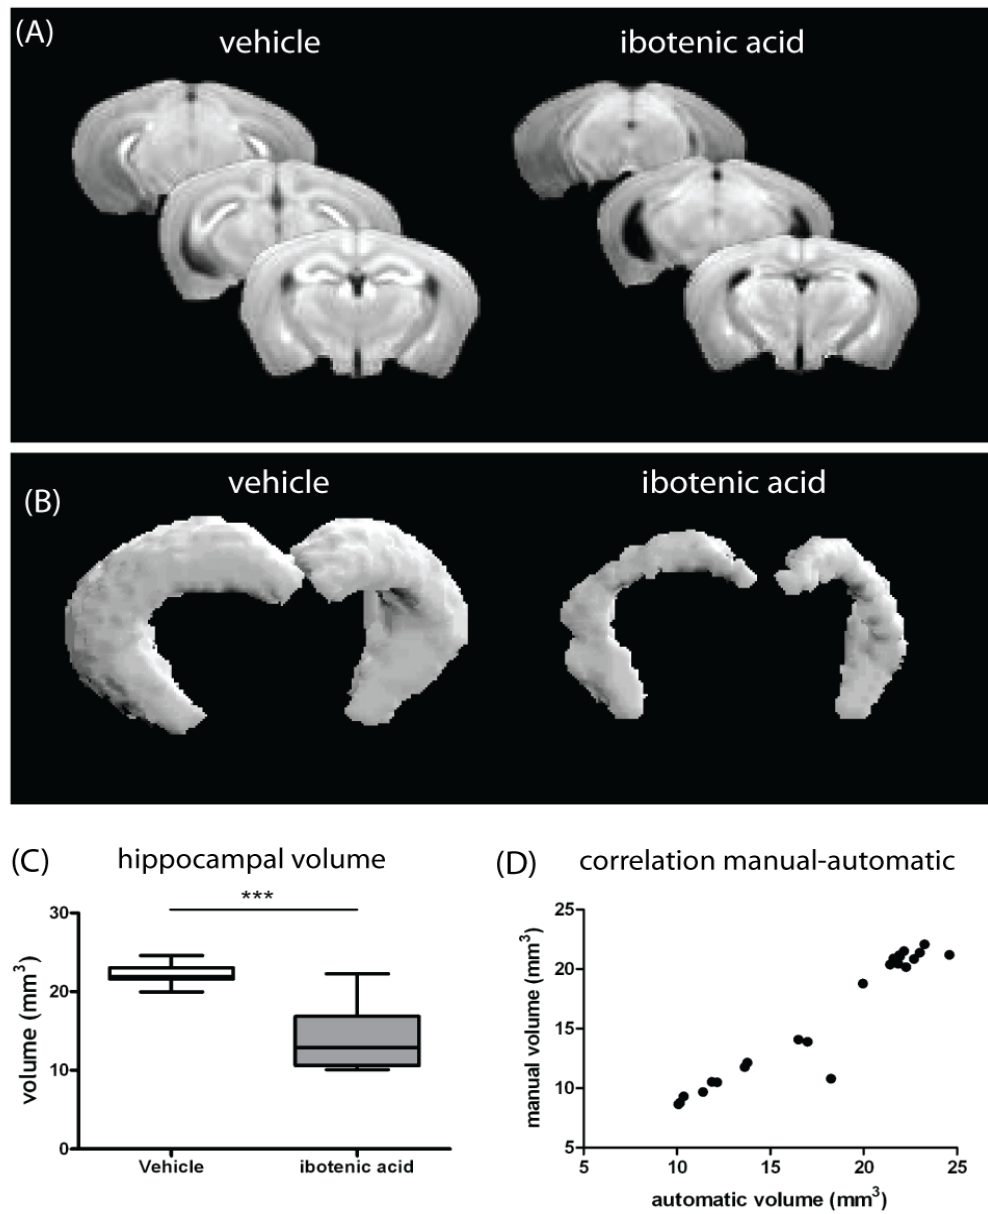 (A)
vehicle
ibotenic acid
(B)
vehicle
ibotenic acid
(C)
hippocampal volume
***
volume (mm³)
30
20
10
0
Vehicle
ibotenic acid
(D)
correlation manual-automatic
manual volume (mm³)
25
20
15
10
5
5
10
15
20
25
automatic volume (mm³)